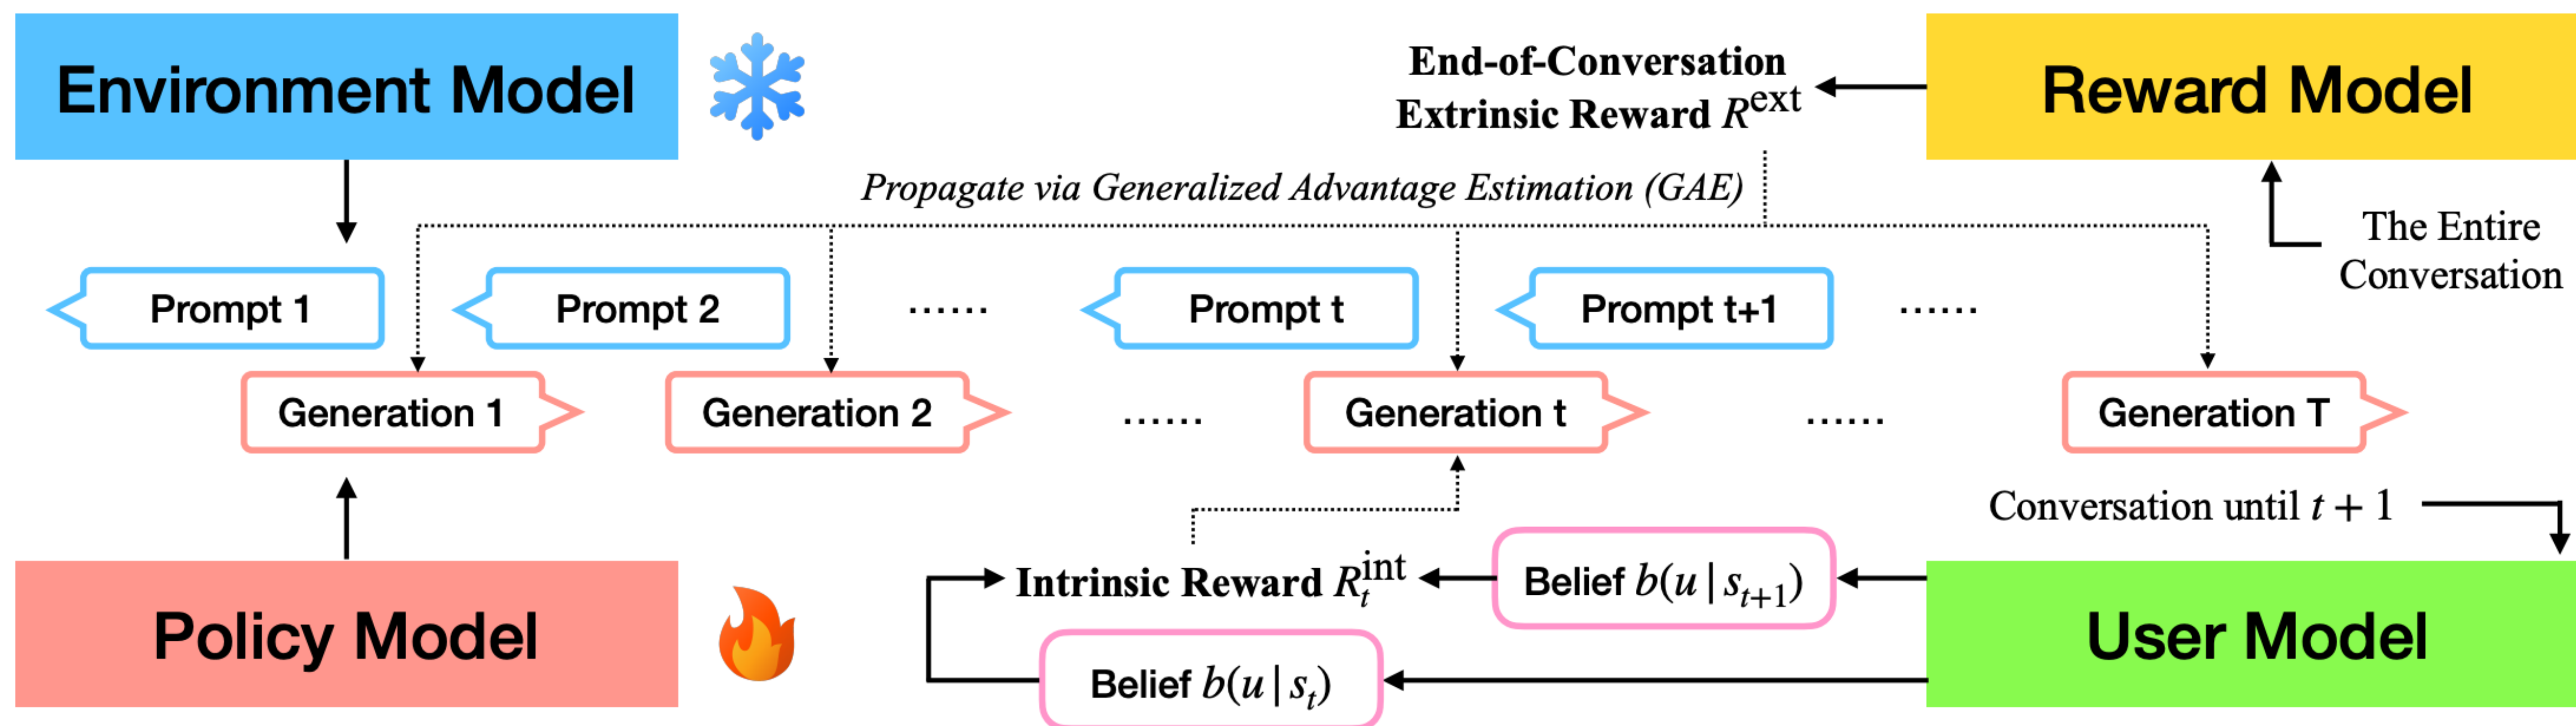 Environment Model
End-of-Conversation
Extrinsic Reward R^ext
Reward Model
Propagate via Generalized Advantage Estimation (GAE)
The Entire
Conversation
Prompt 1
Prompt 2
......
Prompt t
Prompt t+1
......
Generation 1
Generation 2
......
Generation t
......
Generation T
Conversation until t + 1
Intrinsic Reward R_t^int
Belief b(u | s_{t+1})
Policy Model
User Model
Belief b(u | s_t)